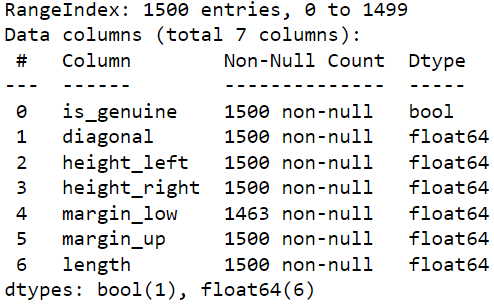 RangeIndex: 1500 entries, 0 to 1499
Data columns (total 7 columns):
 #   Column        Non-Null Count  Dtype
---  ------        --------------  -----
 0   is_genuine    1500 non-null   bool
 1   diagonal      1500 non-null   float64
 2   height_left   1500 non-null   float64
 3   height_right  1500 non-null   float64
 4   margin_low    1463 non-null   float64
 5   margin_up     1500 non-null   float64
 6   length        1500 non-null   float64
dtypes: bool(1), float64(6)